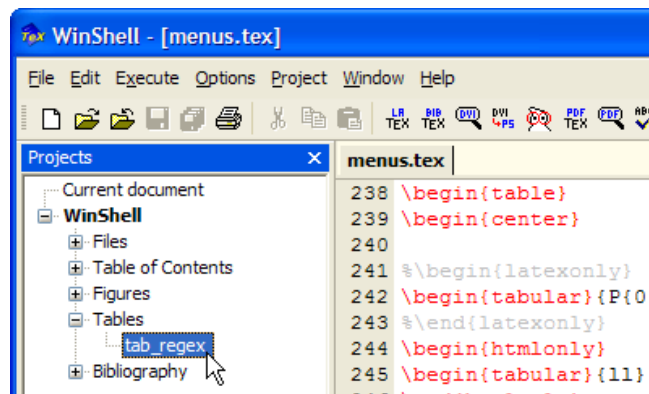 WinShell - [menus.tex]
File Edit Execute Options Project Window Help
LA TEX BIB TEX DVI DVI PS PDF TEX PDF ABC
Projects × menus.tex
Current document
WinShell
Files
Table of Contents
Figures
Tables
tab_regex
Bibliography
238 \begin{table}
239 \begin{center}
240
241 %\begin{latexonly}
242 \begin{tabular}{P{0
243 %\end{latexonly}
244 \begin{htmlonly}
245 \begin{tabular}{ll}